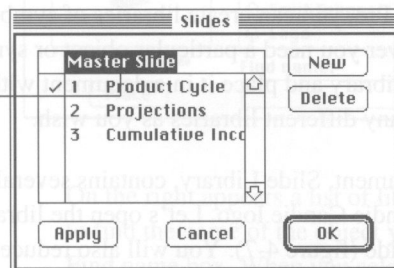 Slides
Master Slide
✓ 1 Product Cycle
2 Projections
3 Cumulative Inco
New
Delete
Apply Cancel OK